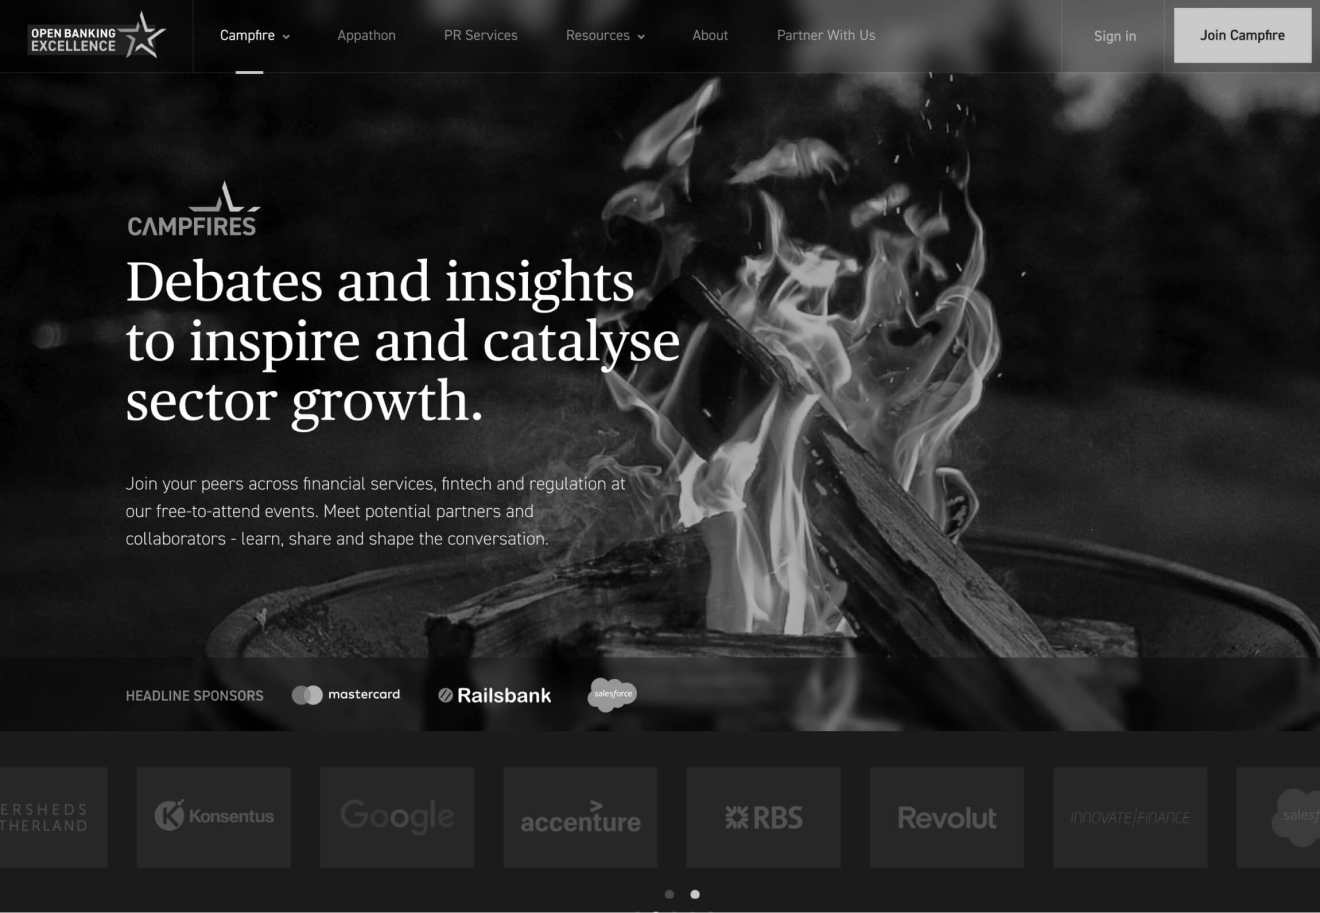 OPEN BANKING
EXCELLENCE
Campfire
Appathon
PR Services
Resources
About
Partner With Us
Sign in
Join Campfire
CAMPFIRES
Debates and insights
to inspire and catalyse
sector growth.
Join your peers across financial services, fintech and regulation at
our free-to-attend events. Meet potential partners and
collaborators - learn, share and shape the conversation.
HEADLINE SPONSORS
mastercard
Railsbank
salesforce
ERSHEDS
THERLAND
Konsentus
Google
accenture
RBS
Revolut
INNOVATE/FINANCE
salesf